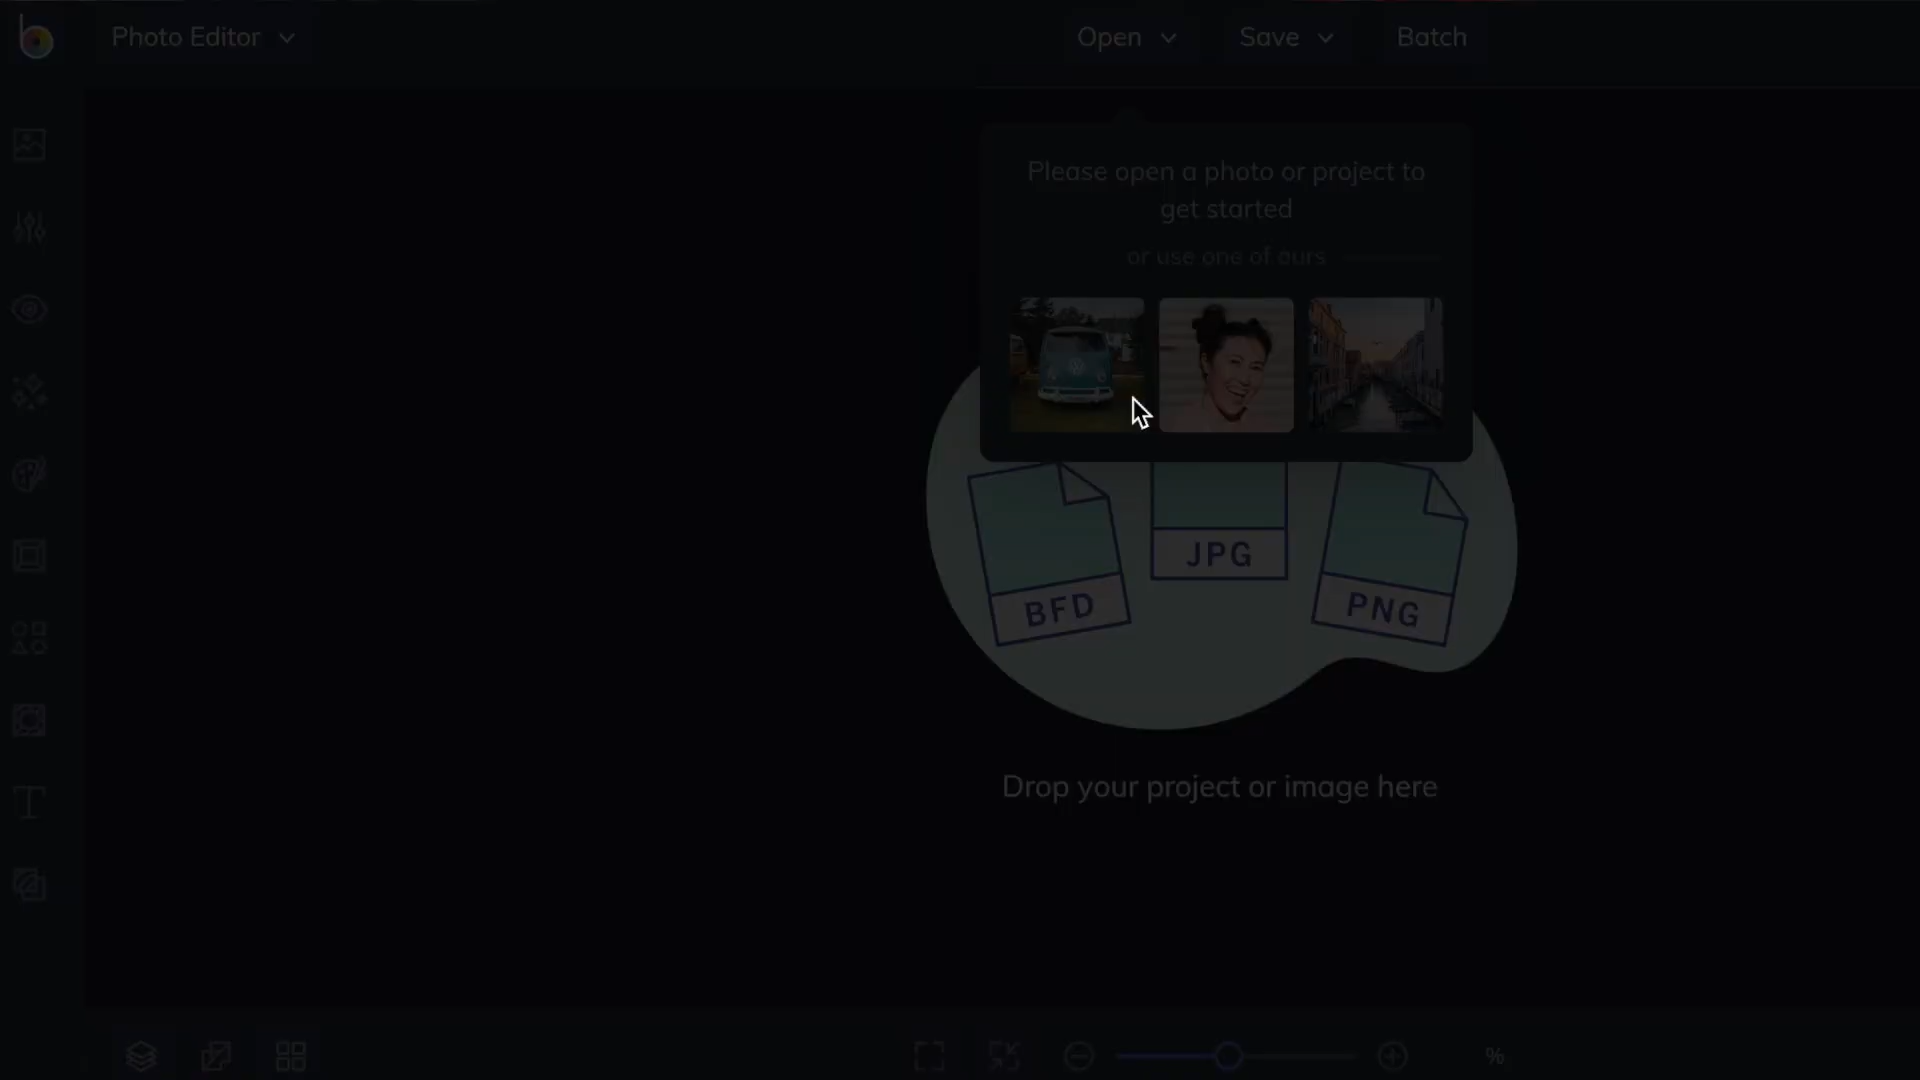 Photo Editor
Open
Save
Batch
Please open a photo or project to
get started
or use one of ours
BFD
JPG
PNG
Drop your project or image here
%